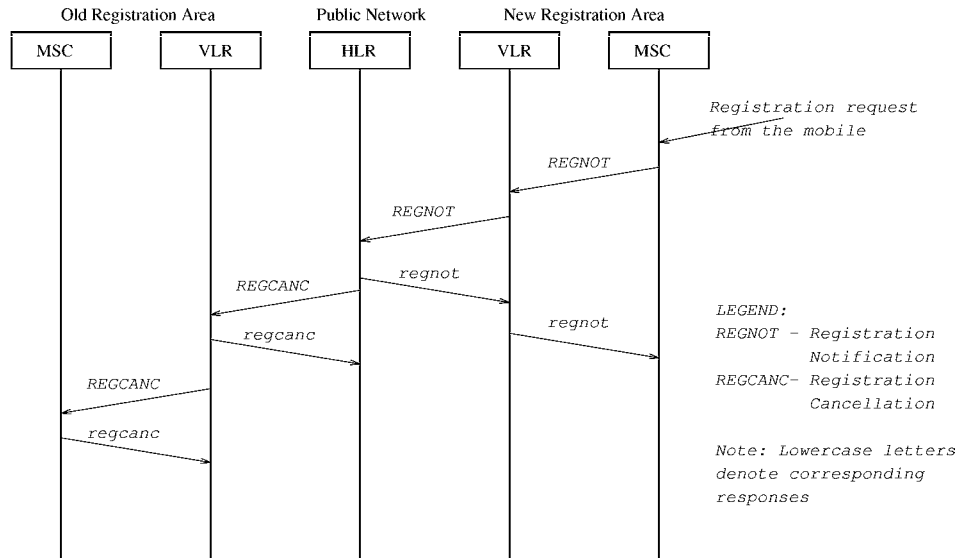 Old Registration Area
Public Network
New Registration Area
MSC
VLR
HLR
VLR
MSC
Registration request
from the mobile
REGNOT
REGNOT
regnot
REGCANC
regnot
regcanc
REGCANC
regcanc
LEGEND:
REGNOT - Registration
Notification
REGCANC- Registration
Cancellation
Note: Lowercase letters
denote corresponding
responses